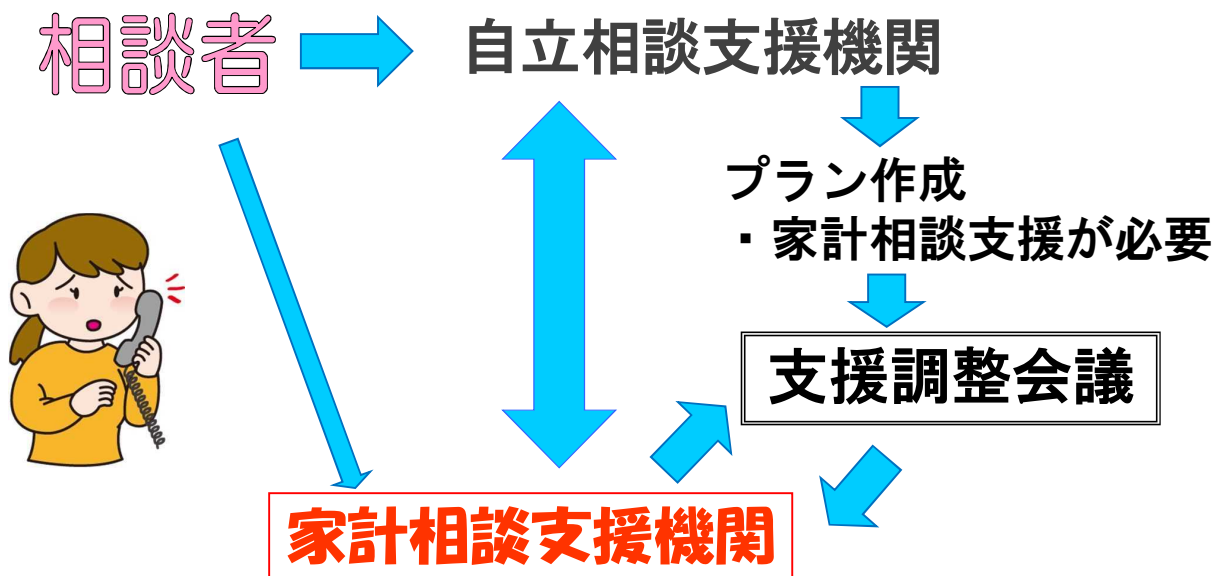 相談者
自立相談支援機関
プラン作成
・家計相談支援が必要
支援調整会議
家計相談支援機関